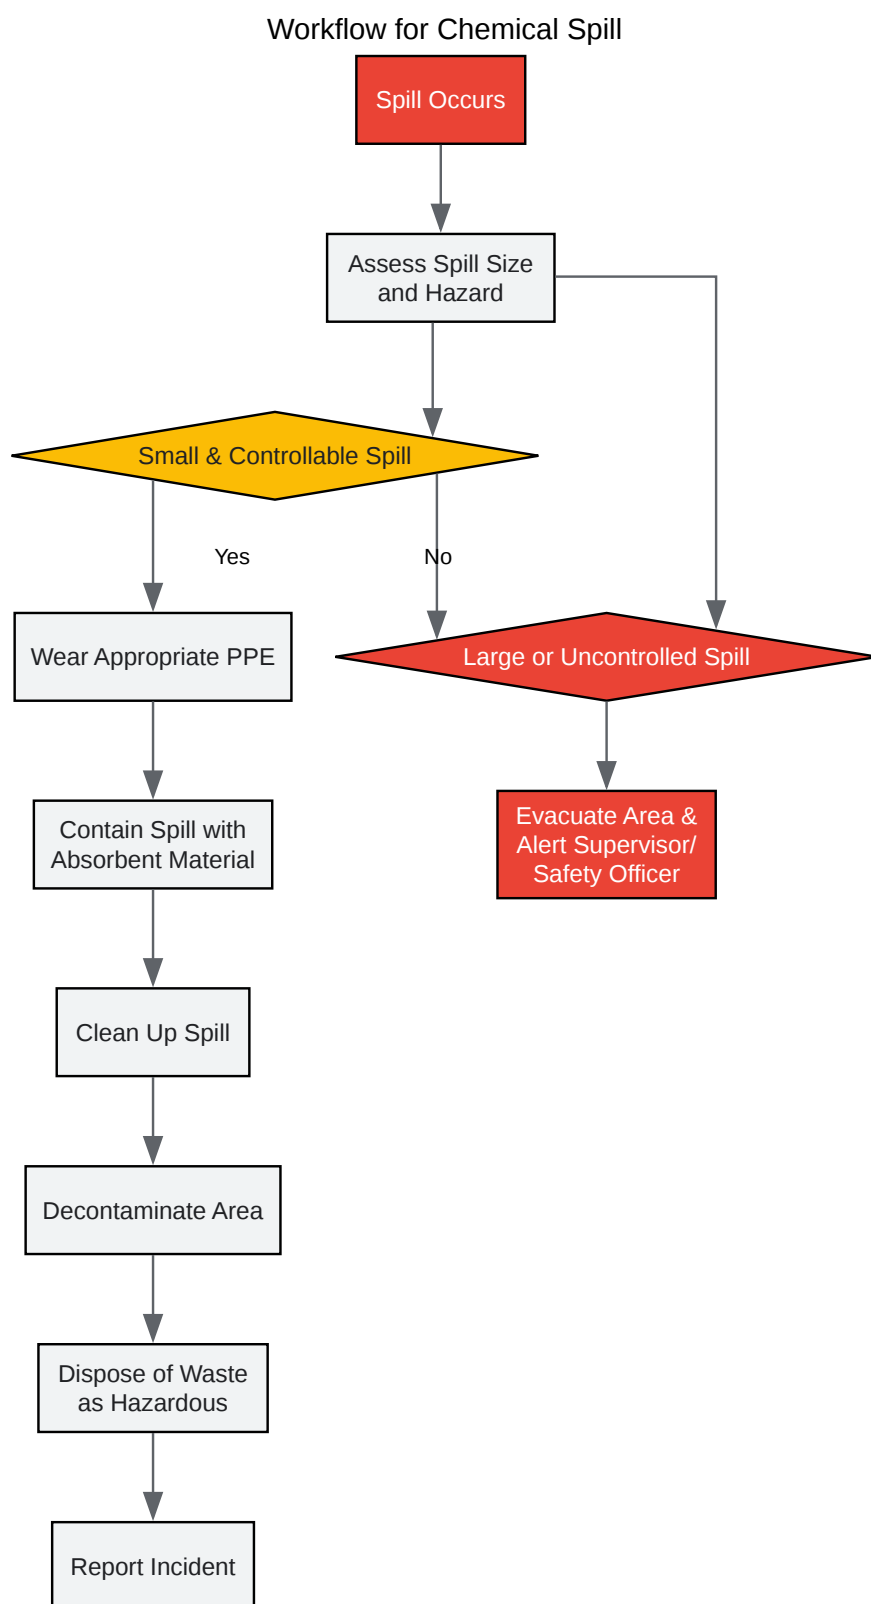 Workflow for Chemical Spill
Spill Occurs
Assess Spill Size
and Hazard
Small & Controllable Spill
Yes
No
Wear Appropriate PPE
Large or Uncontrolled Spill
Contain Spill with
Absorbent Material
Evacuate Area &
Alert Supervisor/
Safety Officer
Clean Up Spill
Decontaminate Area
Dispose of Waste
as Hazardous
Report Incident